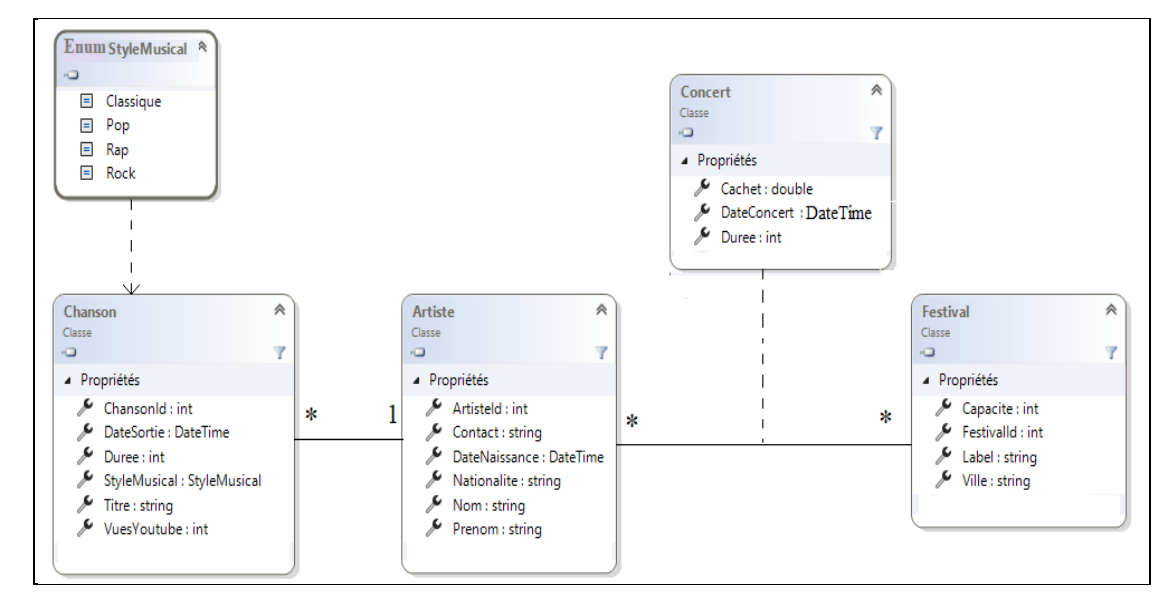 Enum StyleMusical
Classique
Pop
Rap
Rock
Concert
Classe
Propriétés
Cachet : double
DateConcert : DateTime
Duree : int
Chanson
Classe
Propriétés
ChansonId : int
DateSortie : DateTime
Duree : int
StyleMusical : StyleMusical
Titre : string
VuesYoutube : int
* 1
Artiste
Classe
Propriétés
ArtisteId : int
Contact : string
DateNaissance : DateTime
Nationalite : string
Nom : string
Prenom : string
* *
Festival
Classe
Propriétés
Capacite : int
FestivalId : int
Label : string
Ville : string